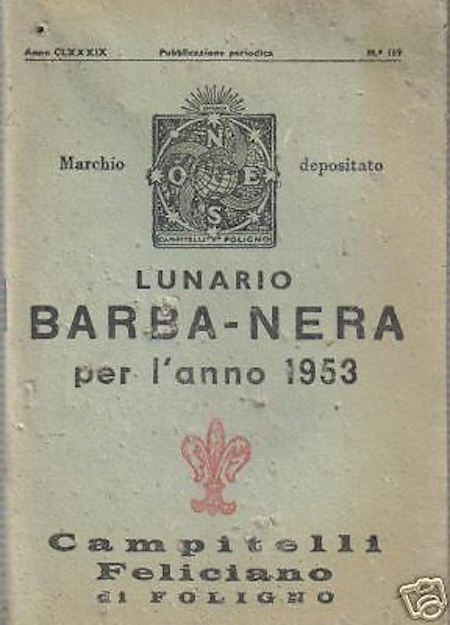 Anno CLXXXIX Pubblicazione periodica N.º 189
Marchio depositato
N
O E
S
CAMPITELLI F. FOLIGNO
LUNARIO
BARBA-NERA
per l'anno 1953
Campitelli
Feliciano
di FOLIGNO